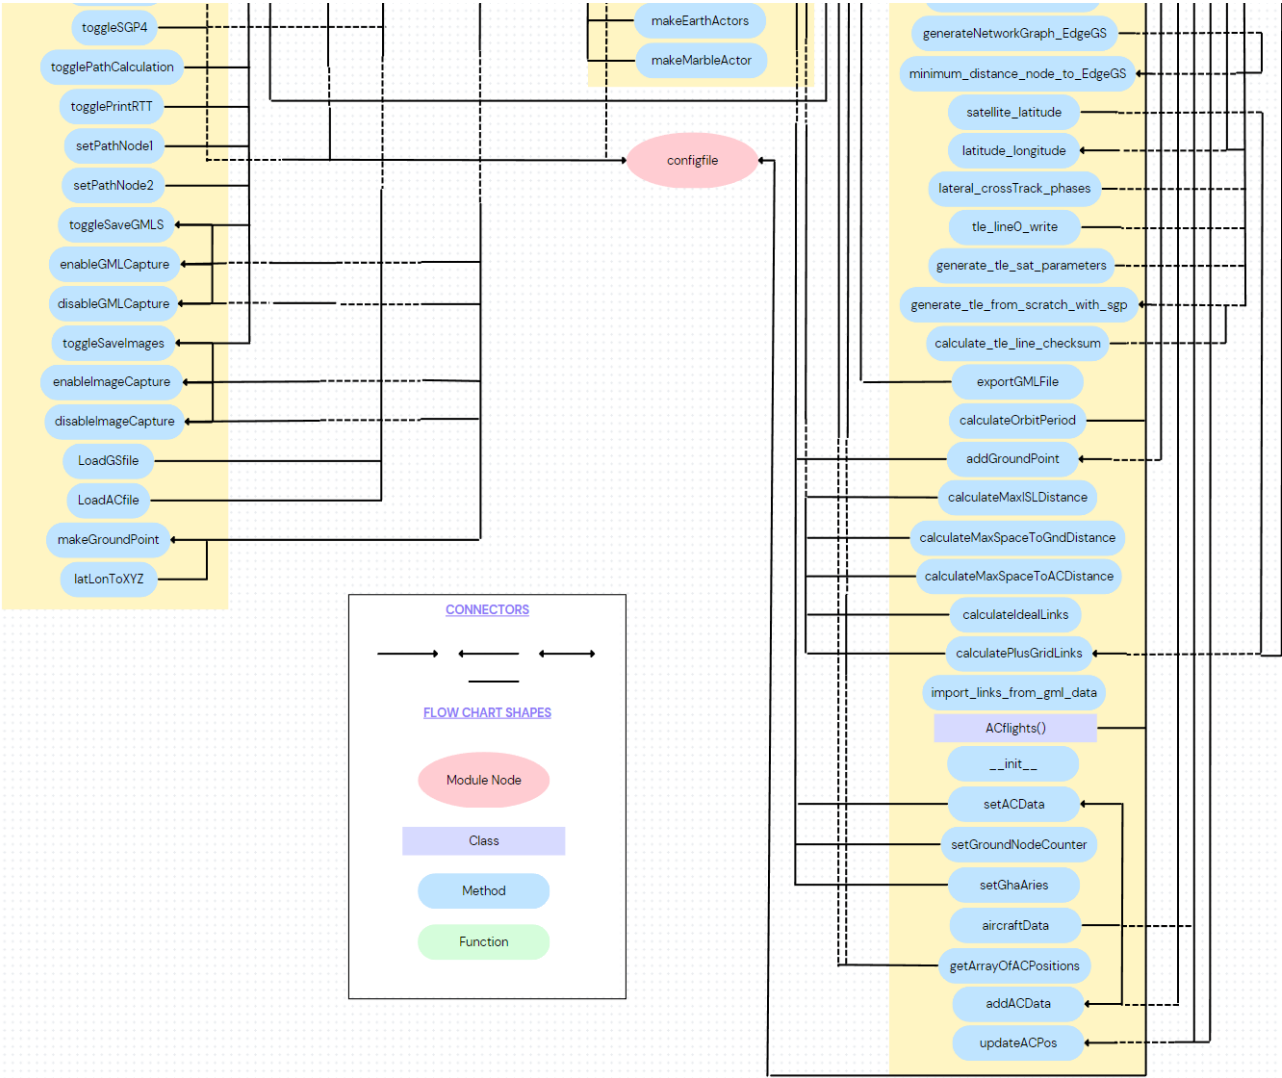 toggleSGP4
togglePathCalculation
togglePrintRTT
setPathNode1
setPathNode2
toggleSaveGMLS
enableGMLCapture
disableGMLCapture
toggleSaveImages
enableImageCapture
disableImageCapture
LoadGSfile
LoadACfile
makeGroundPoint
latLonToXYZ
makeEarthActors
makeMarbleActor
configfile
CONNECTORS
FLOW CHART SHAPES
Module Node
Class
Method
Function
generateNetworkGraph_EdgeGS
minimum_distance_node_to_EdgeGS
satellite_latitude
latitude_longitude
lateral_crossTrack_phases
tle_line0_write
generate_tle_sat_parameters
generate_tle_from_scratch_with_sgp
calculate_tle_line_checksum
exportGMLFile
calculateOrbitPeriod
addGroundPoint
calculateMaxISLDistance
calculateMaxSpaceToGndDistance
calculateMaxSpaceToACDistance
calculateIdealLinks
calculatePlusGridLinks
import_links_from_gml_data
ACflights()
__init__
setACData
setGroundNodeCounter
setGhaAries
aircraftData
getArrayOfACPositions
addACData
updateACPos